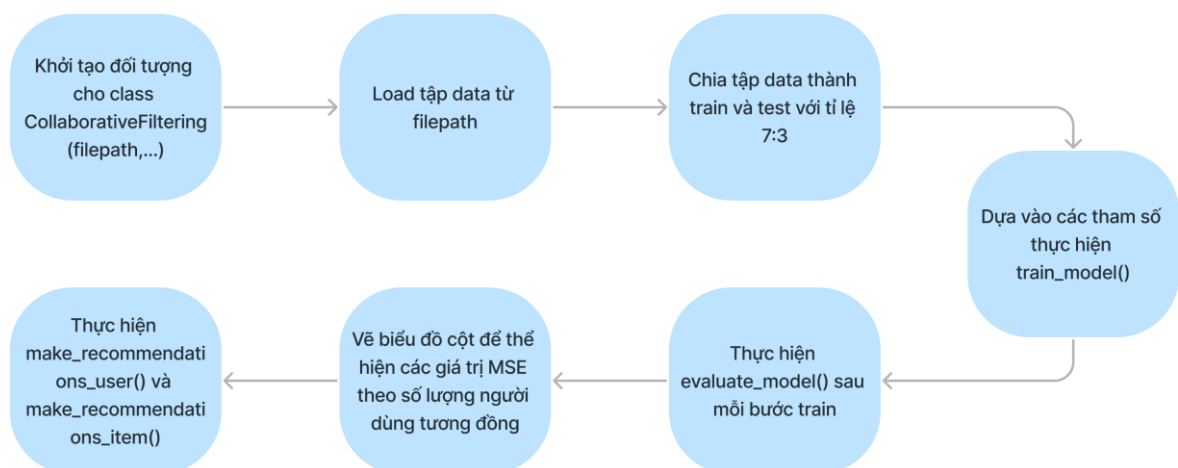 Khởi tạo đối tượng
cho class
CollaborativeFiltering
(filepath,...)
Load tập data từ
filepath
Chia tập data thành
train và test với tỉ lệ
7:3
Dựa vào các tham số
thực hiện
train_model()
Thực hiện
evaluate_model() sau
mỗi bước train
Vẽ biểu đồ cột để thể
hiện các giá trị MSE
theo số lượng người
dùng tương đồng
Thực hiện
make_recommendati
ons_user() và
make_recommendati
ons_item()